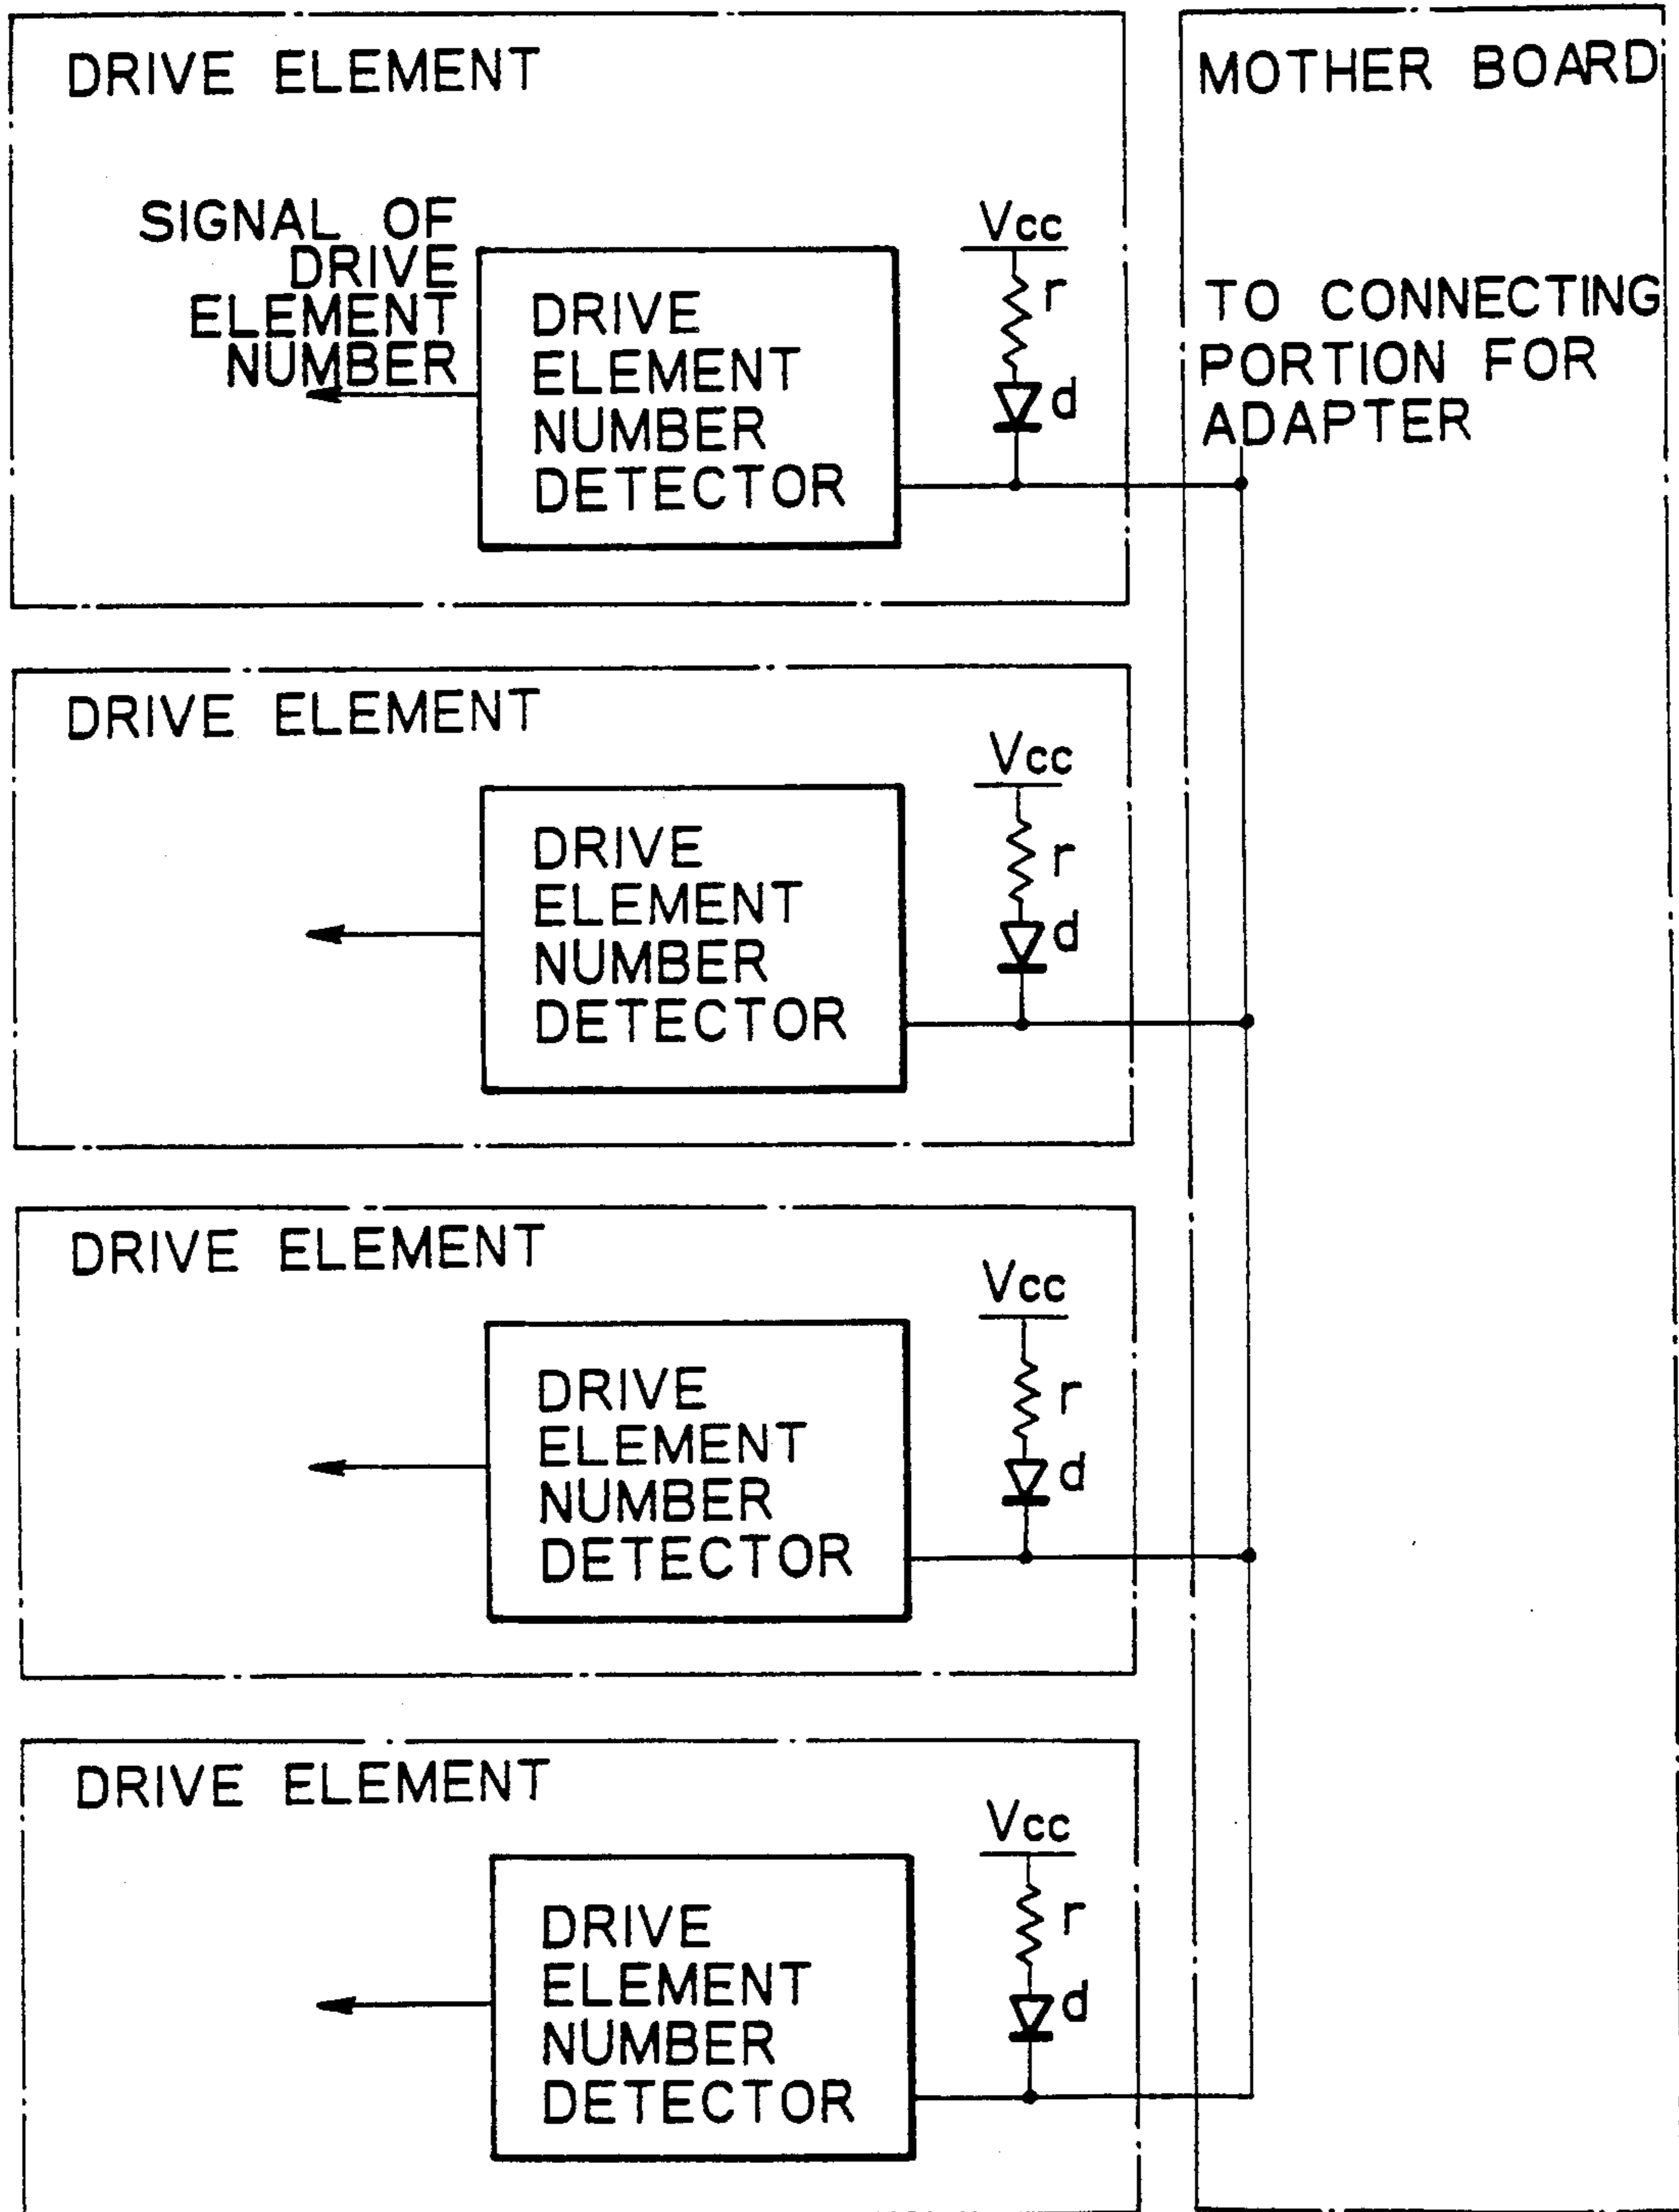 DRIVE ELEMENT
MOTHER BOARD
SIGNAL OF
DRIVE
ELEMENT
NUMBER
DRIVE
ELEMENT
NUMBER
DETECTOR
Vcc
r
d
TO CONNECTING
PORTION FOR
ADAPTER
DRIVE ELEMENT
DRIVE
ELEMENT
NUMBER
DETECTOR
Vcc
r
d
DRIVE ELEMENT
DRIVE
ELEMENT
NUMBER
DETECTOR
Vcc
r
d
DRIVE ELEMENT
DRIVE
ELEMENT
NUMBER
DETECTOR
Vcc
r
d